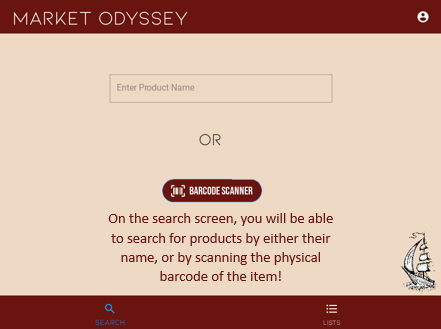 MARKET ODYSSEY
Enter Product Name
OR
BARCODE SCANNER
On the search screen, you will be able
to search for products by either their
name, or by scanning the physical
barcode of the item!
SEARCH
LISTS